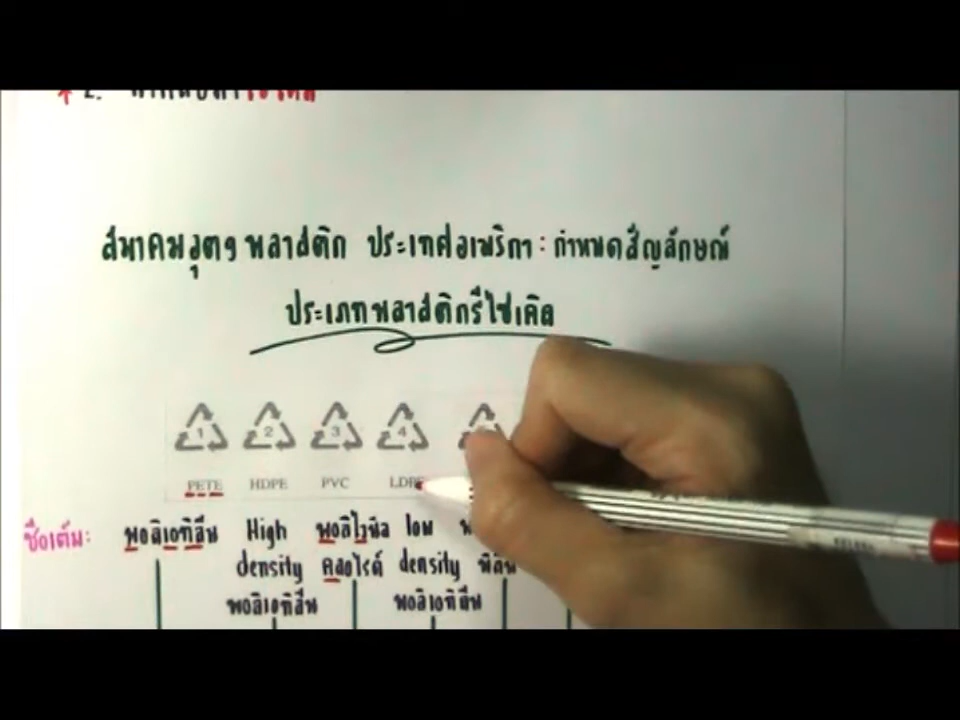 2.
สมาคมอุตฯ พลาสติก ประเทศอเมริกา : กำหนดสัญลักษณ์
ประเภทพลาสติกรีไซเคิล
1 2 3 4
PETE HDPE PVC LDPE
ชื่อเต็ม: พอลิเอทิลีน High พอลิไวนิล low
density คลอไรด์ density พิลีน
พอลิเอทิลีน พอลิเอทิลีน